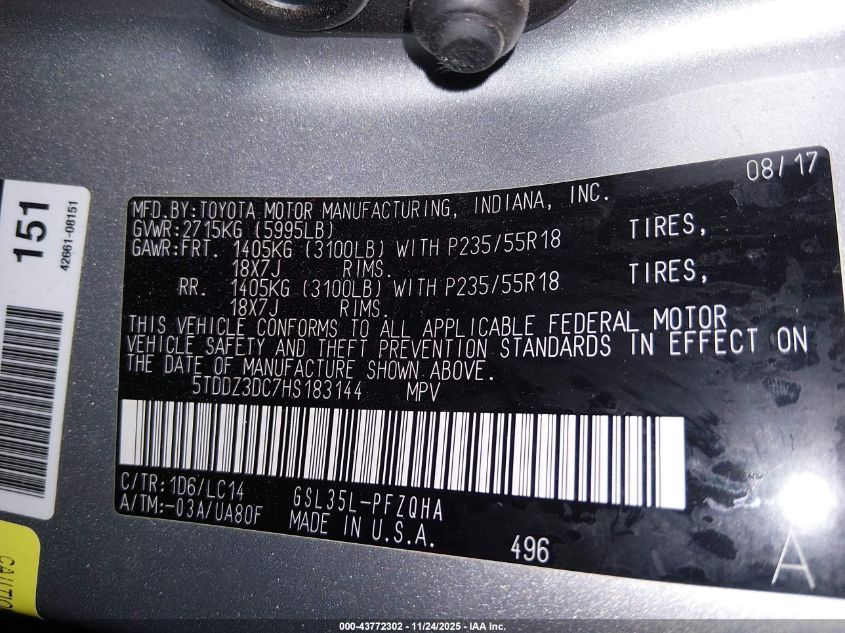 08/17
MFD.BY:TOYOTA MOTOR MANUFACTURING, INDIANA, INC.
GVWR:2715KG (5995LB)
GAWR:FRT. 1405KG (3100LB) WITH P235/55R18 TIRES,
18X7J RIMS.
RR. 1405KG (3100LB) WITH P235/55R18 TIRES,
18X7J RIMS.
THIS VEHICLE CONFORMS TO ALL APPLICABLE FEDERAL MOTOR
VEHICLE SAFETY AND THEFT PREVENTION STANDARDS IN EFFECT ON
THE DATE OF MANUFACTURE SHOWN ABOVE.
5TDDZ3DC7HS183144 MPV
C/TR:1D6/LC14 GSL35L-PFZQHA
A/TM:-03A/UA80F MADE IN U.S.A.
496
A
151
42661-08151
CAUTIO
000-43772302 - 11/24/2025 - IAA Inc.